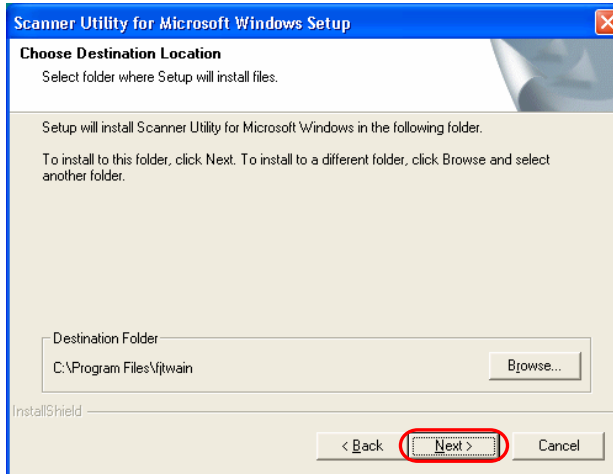 Scanner Utility for Microsoft Windows Setup
Choose Destination Location
Select folder where Setup will install files.
Setup will install Scanner Utility for Microsoft Windows in the following folder.
To install to this folder, click Next. To install to a different folder, click Browse and select
another folder.
Destination Folder
C:\Program Files\fjtwain
Browse...
InstallShield
< Back
Next >
Cancel